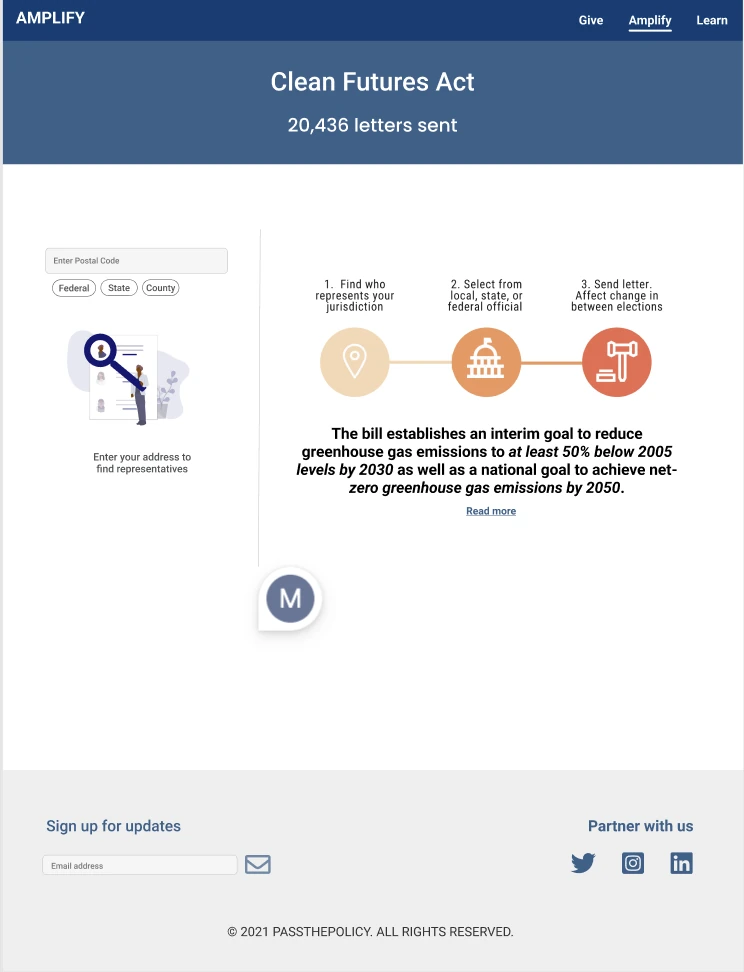 AMPLIFY
Give Amplify Learn
Clean Futures Act
20,436 letters sent
Enter Postal Code
Federal State County
Enter your address to
find representatives
1. Find who
represents your
jurisdiction
2. Select from
local, state, or
federal official
3. Send letter.
Affect change in
between elections
The bill establishes an interim goal to reduce
greenhouse gas emissions to at least 50% below 2005
levels by 2030 as well as a national goal to achieve net-
zero greenhouse gas emissions by 2050.
Read more
M
Sign up for updates
Email address
Partner with us
in
© 2021 PASSTHEPOLICY. ALL RIGHTS RESERVED.